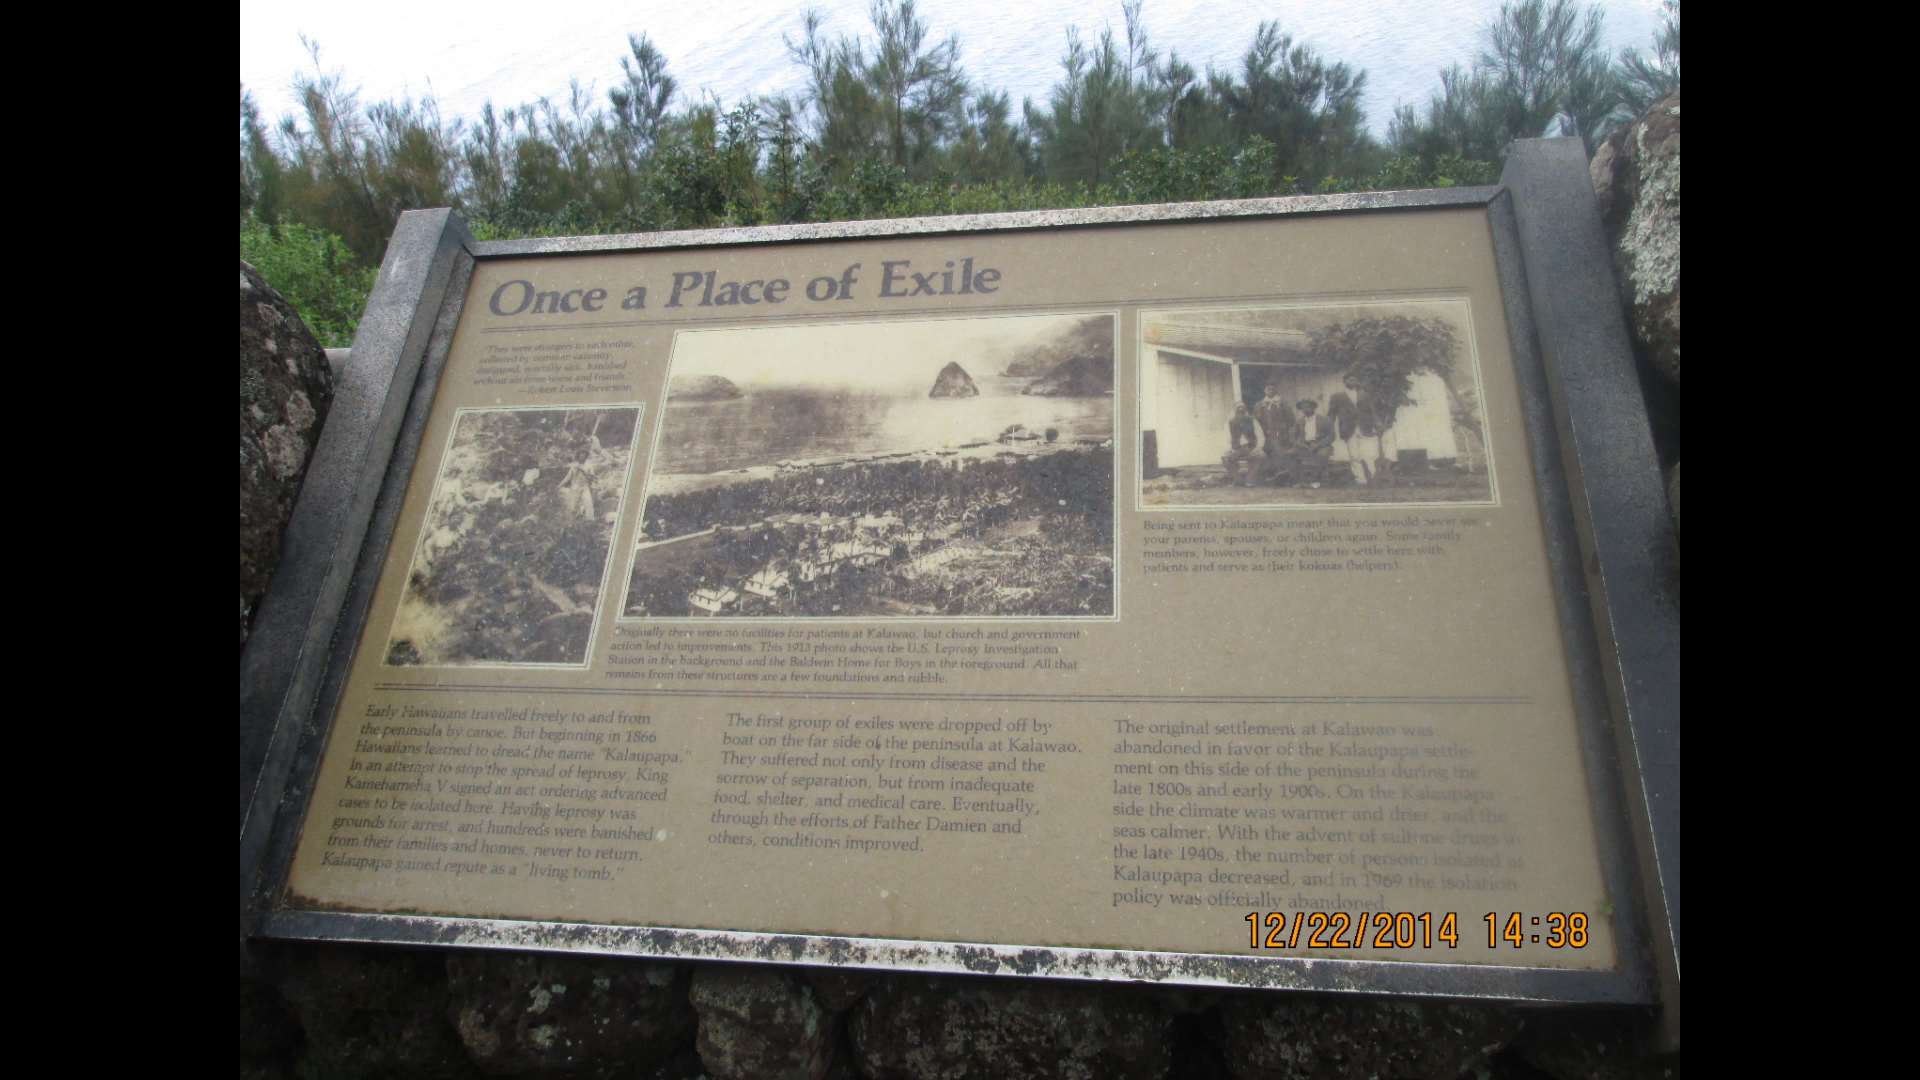 Once a Place of Exile
"They were strangers to each other,
collected by common calamity,
disfigured, mortally sick, banished
without sin from home and friends.
—Robert Louis Stevenson
Being sent to Kalaupapa meant that you would never see
your parents, spouses, or children again. Some family
members, however, freely chose to settle here with
patients and serve as their kokuas (helpers).
Originally there were no facilities for patients at Kalawao, but church and government
action led to improvements. This 1913 photo shows the U.S. Leprosy Investigation
Station in the background and the Baldwin Home for Boys in the foreground. All that
remains from these structures are a few foundations and rubble.
Early Hawaiians travelled freely to and from
the peninsula by canoe. But beginning in 1866
Hawaiians learned to dread the name "Kalaupapa."
In an attempt to stop the spread of leprosy, King
Kamehameha V signed an act ordering advanced
cases to be isolated here. Having leprosy was
grounds for arrest, and hundreds were banished
from their families and homes, never to return.
Kalaupapa gained repute as a "living tomb."
The first group of exiles were dropped off by
boat on the far side of the peninsula at Kalawao.
They suffered not only from disease and the
sorrow of separation, but from inadequate
food, shelter, and medical care. Eventually,
through the efforts of Father Damien and
others, conditions improved.
The original settlement at Kalawao was
abandoned in favor of the Kalaupapa settle-
ment on this side of the peninsula during the
late 1800s and early 1900s. On the Kalaupapa
side the climate was warmer and drier, and the
seas calmer. With the advent of sulfone drugs in
the late 1940s, the number of persons isolated at
Kalaupapa decreased, and in 1969 the isolation
policy was officially abandoned.
12/22/2014 14:38